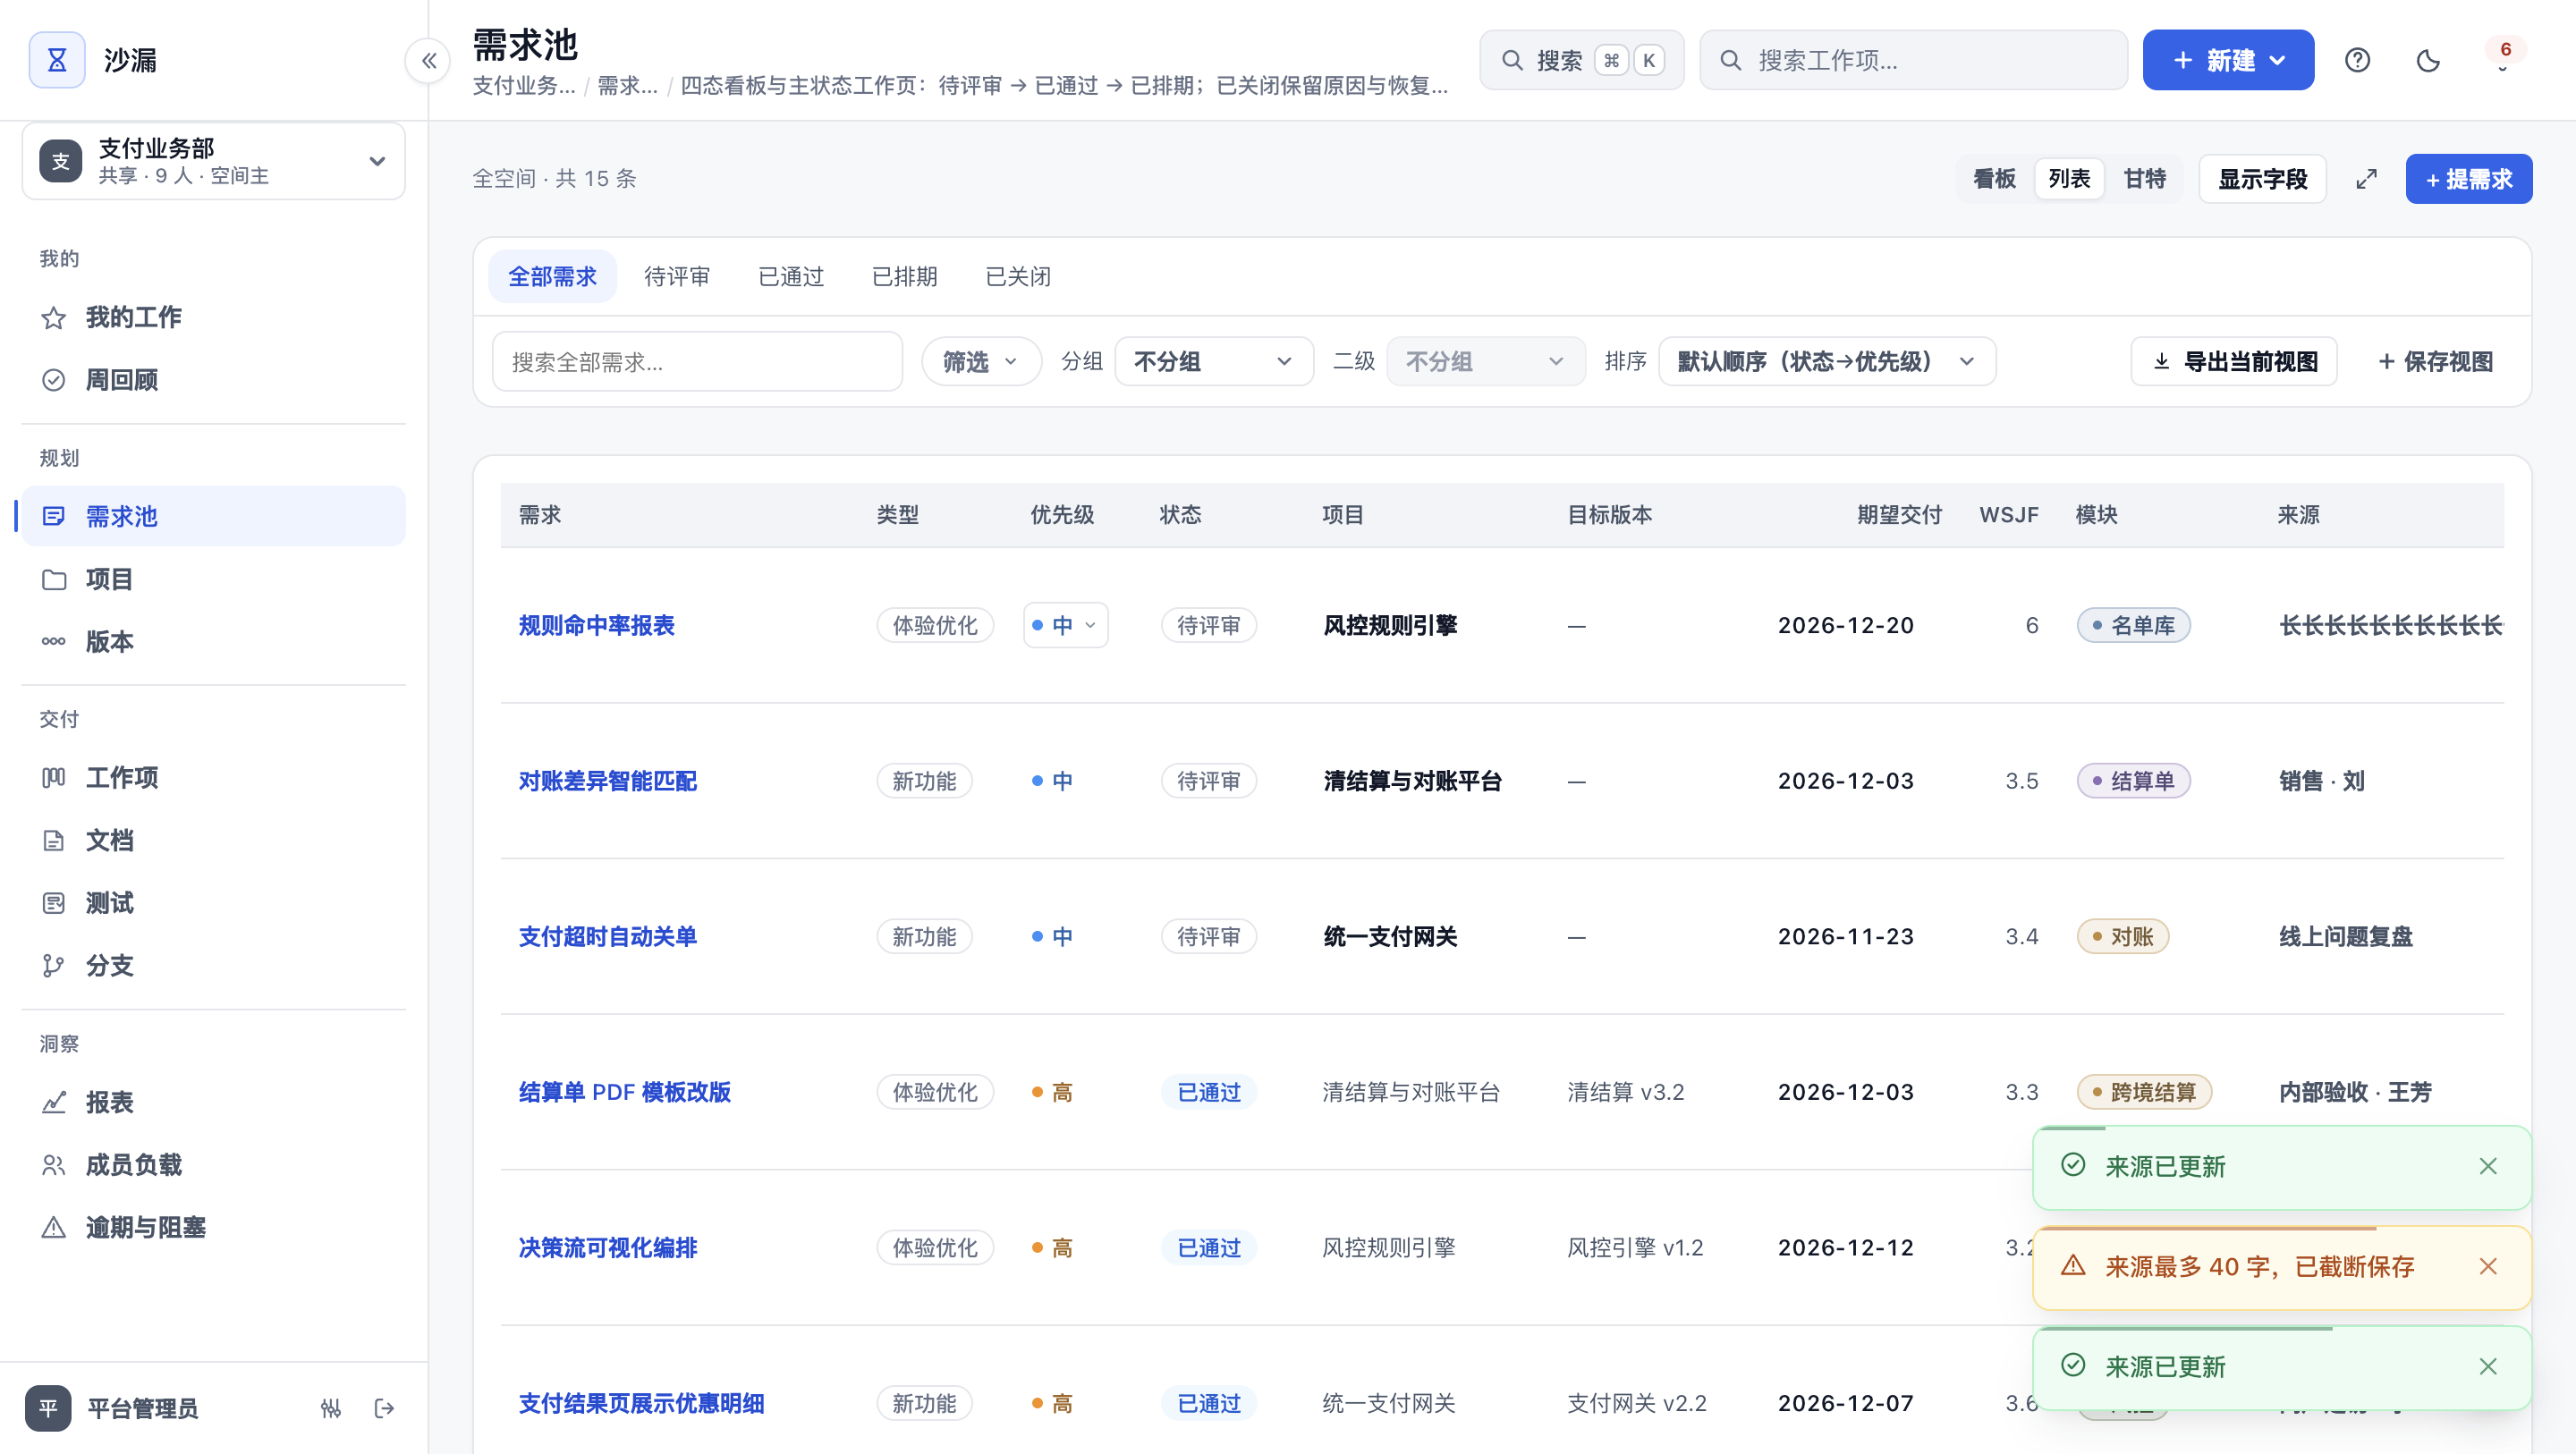 沙漏
需求池
支付业务... / 需求... / 四态看板与主状态工作页：待评审 → 已通过 → 已排期；已关闭保留原因与恢复...
搜索 ⌘ K
搜索工作项...
+ 新建
6
支
支付业务部
共享 · 9 人 · 空间主
我的
我的工作
周回顾
规划
需求池
项目
版本
交付
工作项
文档
测试
分支
洞察
报表
成员负载
逾期与阻塞
平
平台管理员
全空间 · 共 15 条
看板 列表 甘特 显示字段 + 提需求
全部需求 待评审 已通过 已排期 已关闭
搜索全部需求... 筛选 分组 不分组 二级 不分组 排序 默认顺序（状态→优先级） 导出当前视图 + 保存视图
需求 类型 优先级 状态 项目 目标版本 期望交付 WSJF 模块 来源
规则命中率报表 体验优化 中 待评审 风控规则引擎 — 2026-12-20 6 名单库 长长长长长长长长长长
对账差异智能匹配 新功能 中 待评审 清结算与对账平台 — 2026-12-03 3.5 结算单 销售 · 刘
支付超时自动关单 新功能 中 待评审 统一支付网关 — 2026-11-23 3.4 对账 线上问题复盘
结算单 PDF 模板改版 体验优化 高 已通过 清结算与对账平台 清结算 v3.2 2026-12-03 3.3 跨境结算 内部验收 · 王芳
决策流可视化编排 体验优化 高 已通过 风控规则引擎 风控引擎 v1.2 2026-12-12 3.2
支付结果页展示优惠明细 新功能 高 已通过 统一支付网关 支付网关 v2.2 2026-12-07 3.6
来源已更新
来源最多 40 字，已截断保存
来源已更新